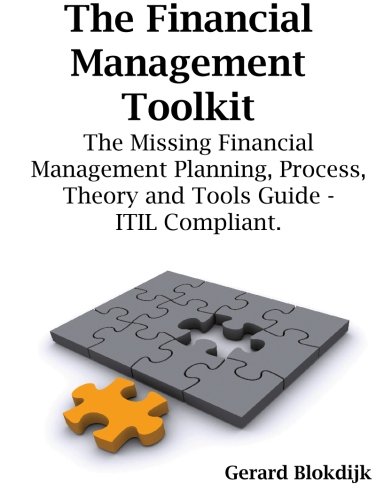 The Financial
Management
Toolkit
The Missing Financial
Management Planning, Process,
Theory and Tools Guide -
ITIL Compliant.
Gerard Blokdijk